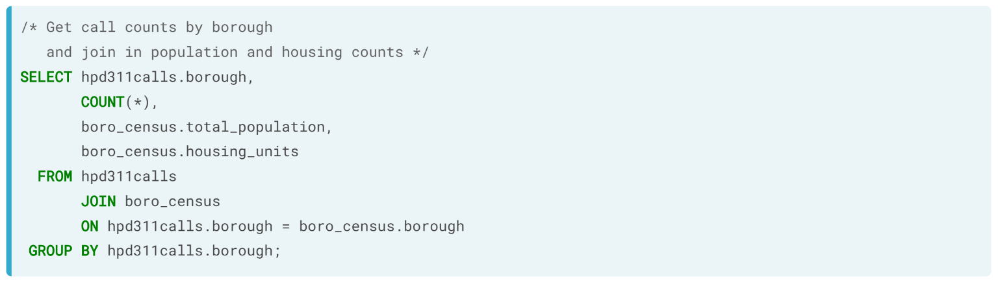 /* Get call counts by borough
   and join in population and housing counts */
SELECT hpd311calls.borough,
       COUNT(*),
       boro_census.total_population,
       boro_census.housing_units
  FROM hpd311calls
       JOIN boro_census
       ON hpd311calls.borough = boro_census.borough
 GROUP BY hpd311calls.borough;